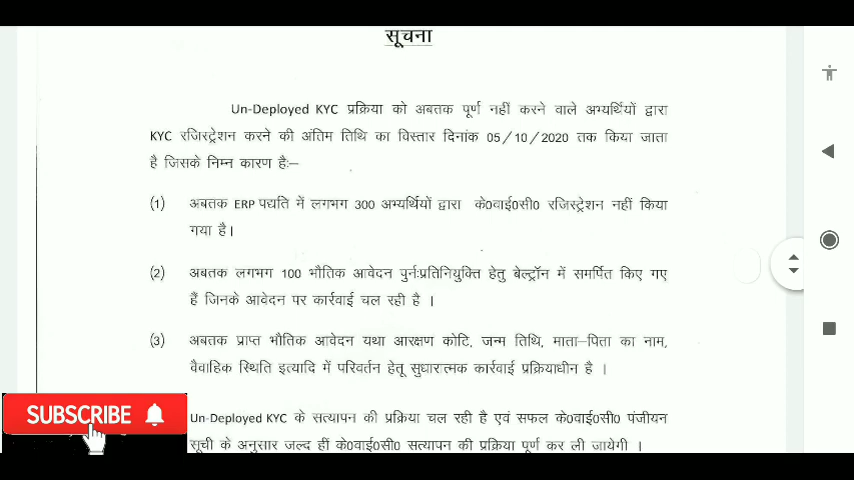 सूचना
Un-Deployed KYC प्रक्रिया को अबतक पूर्ण नहीं करने वाले अभ्यर्थियों द्वारा
KYC रजिस्ट्रेशन करने की अंतिम तिथि का विस्तार दिनांक 05/10/2020 तक किया जाता
है जिसके निम्न कारण हैः–
(1) अबतक ERP पद्यति में लगभग 300 अभ्यर्थियों द्वारा के0वाई0सी0 रजिस्ट्रेशन नहीं किया
गया है।
(2) अबतक लगभग 100 भौतिक आवेदन पुर्नःप्रतिनियुक्ति हेतु बेल्ट्रॉन में समर्पित किए गए
हैं जिनके आवेदन पर कार्रवाई चल रही है ।
(3) अबतक प्राप्त भौतिक आवेदन यथा आरक्षण कोटि, जन्म तिथि, माता–पिता का नाम,
वैवाहिक स्थिति इत्यादि में परिवर्तन हेतू सुधारात्मक कार्रवाई प्रक्रियाधीन है ।
Un-Deployed KYC के सत्यापन की प्रक्रिया चल रही है एवं सफल के0वाई0सी0 पंजीयन
सूची के अनुसार जल्द हीं के0वाई0सी0 सत्यापन की प्रक्रिया पूर्ण कर ली जायेगी ।
SUBSCRIBE